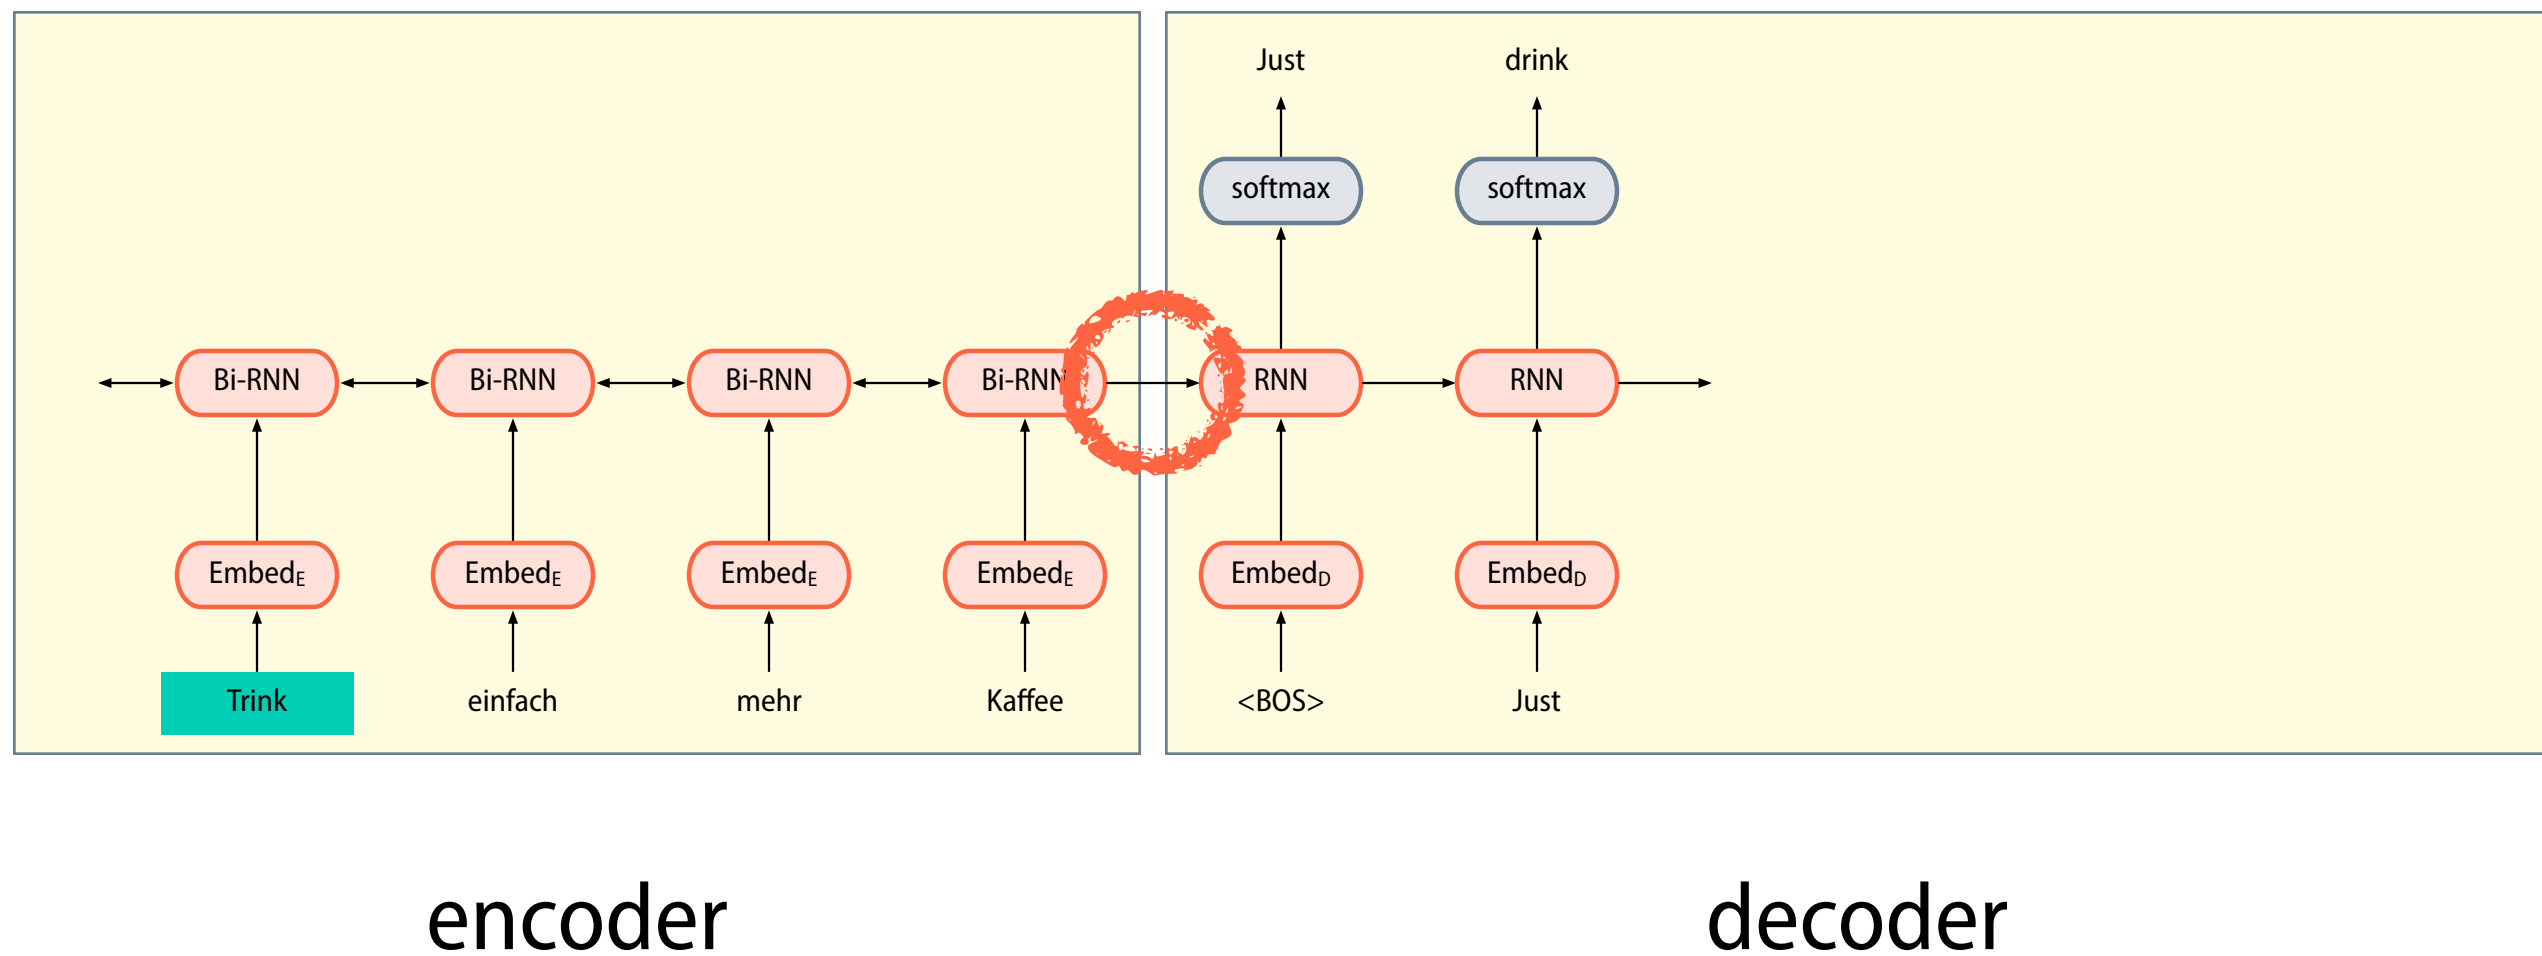 Just drink
softmax softmax
Bi-RNN Bi-RNN Bi-RNN Bi-RNN RNN RNN
EmbedE EmbedE EmbedE EmbedE EmbedD EmbedD
Trink einfach mehr Kaffee <BOS> Just
encoder decoder